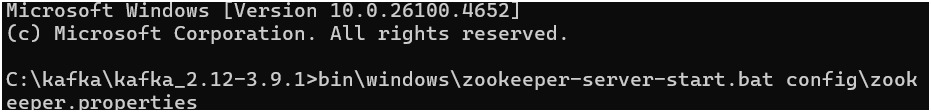 Microsoft Windows [Version 10.0.26100.4652]
(c) Microsoft Corporation. All rights reserved.
C:\kafka\kafka_2.12-3.9.1>bin\windows\zookeeper-server-start.bat config\zook
eeper.properties